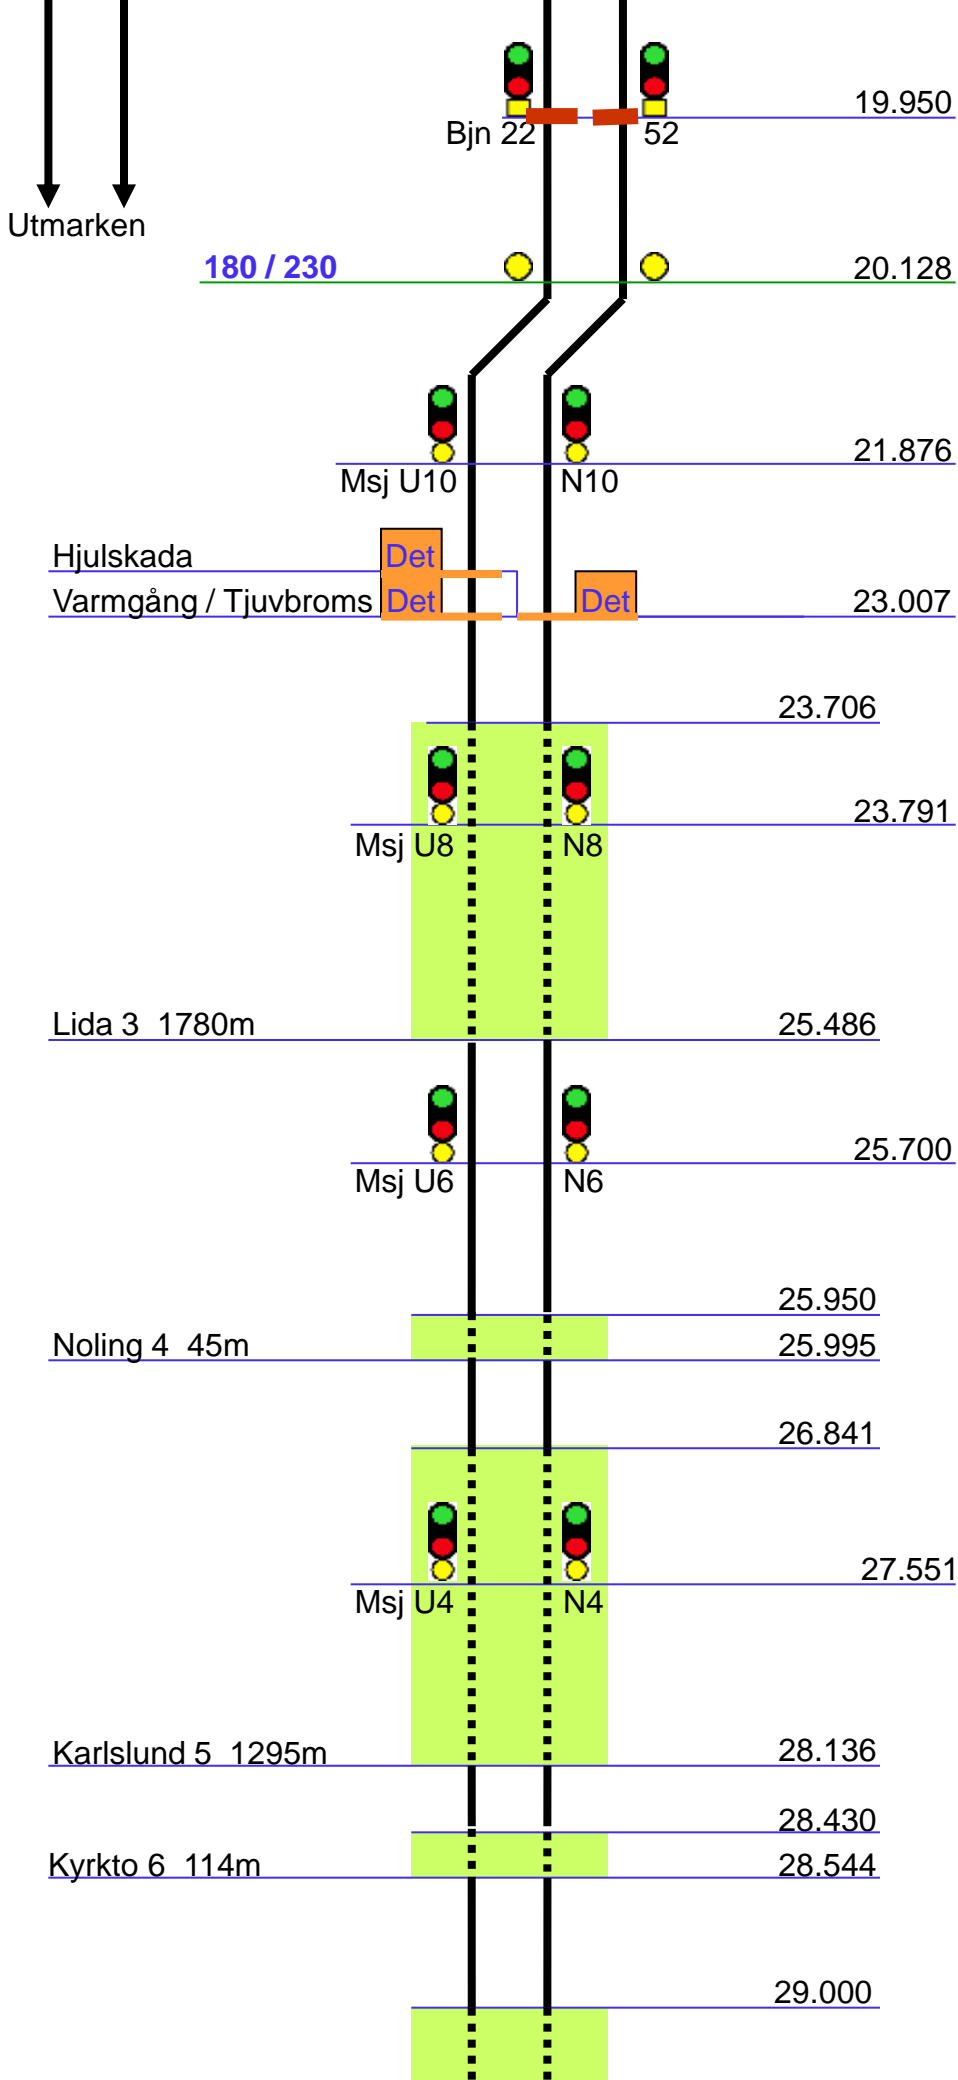 19.950
Bjn 22 52
Utmarken
180 / 230 20.128
21.876
Msj U10 N10
Hjulskada Det
Varmgång / Tjuvbroms Det Det 23.007
23.706
23.791
Msj U8 N8
Lida 3 1780m 25.486
25.700
Msj U6 N6
25.950
Noling 4 45m 25.995
26.841
27.551
Msj U4 N4
Karlslund 5 1295m 28.136
28.430
Kyrkto 6 114m 28.544
29.000